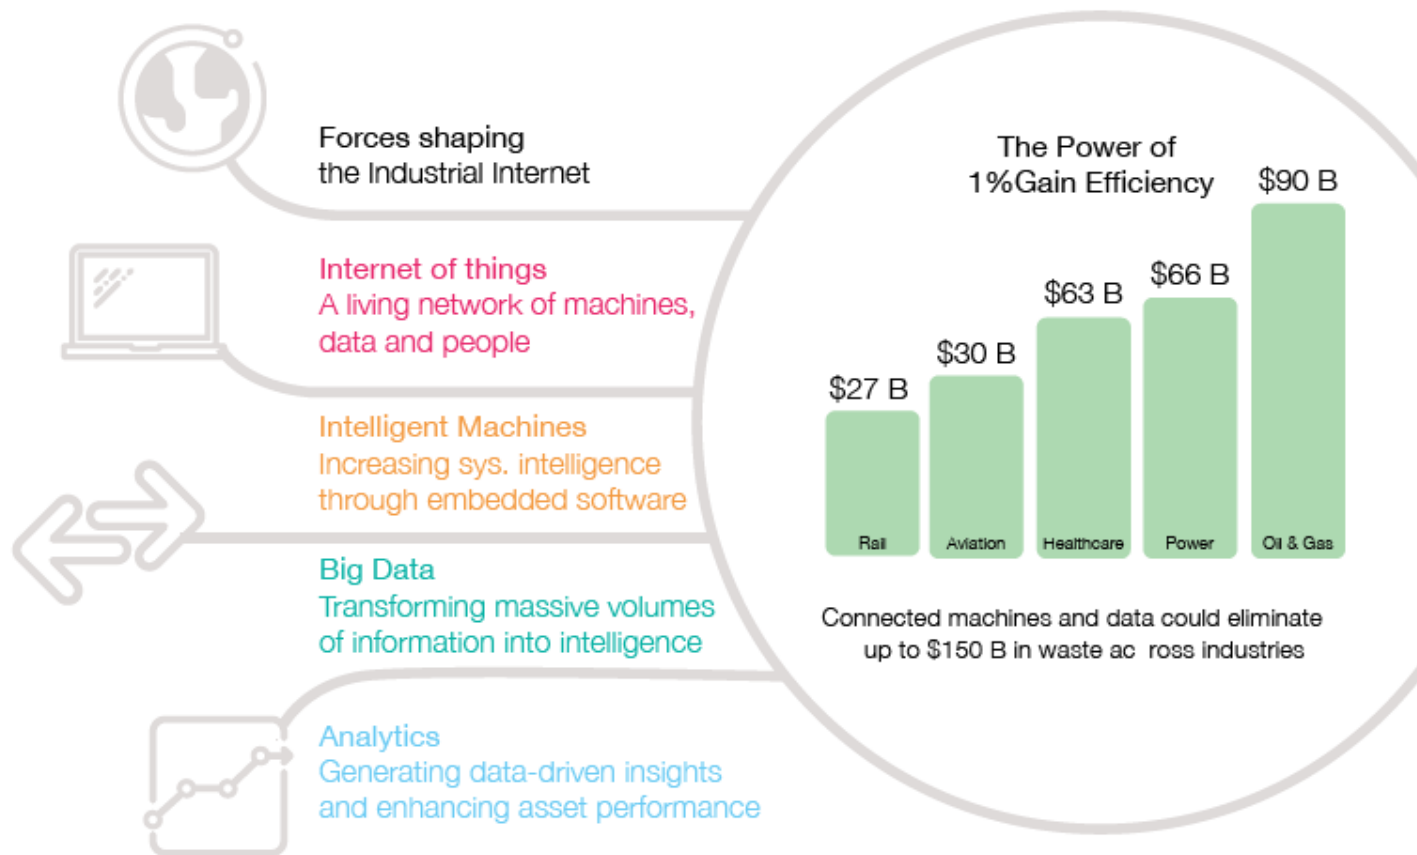 Forces shaping
the Industrial Internet
Internet of things
A living network of machines,
data and people
Intelligent Machines
Increasing sys. intelligence
through embedded software
Big Data
Transforming massive volumes
of information into intelligence
Analytics
Generating data-driven insights
and enhancing asset performance
The Power of
1%Gain Efficiency
$27 B
$30 B
$63 B
$66 B
$90 B
Rail
Aviation
Healthcare
Power
Oil & Gas
Connected machines and data could eliminate
up to $150 B in waste ac ross industries